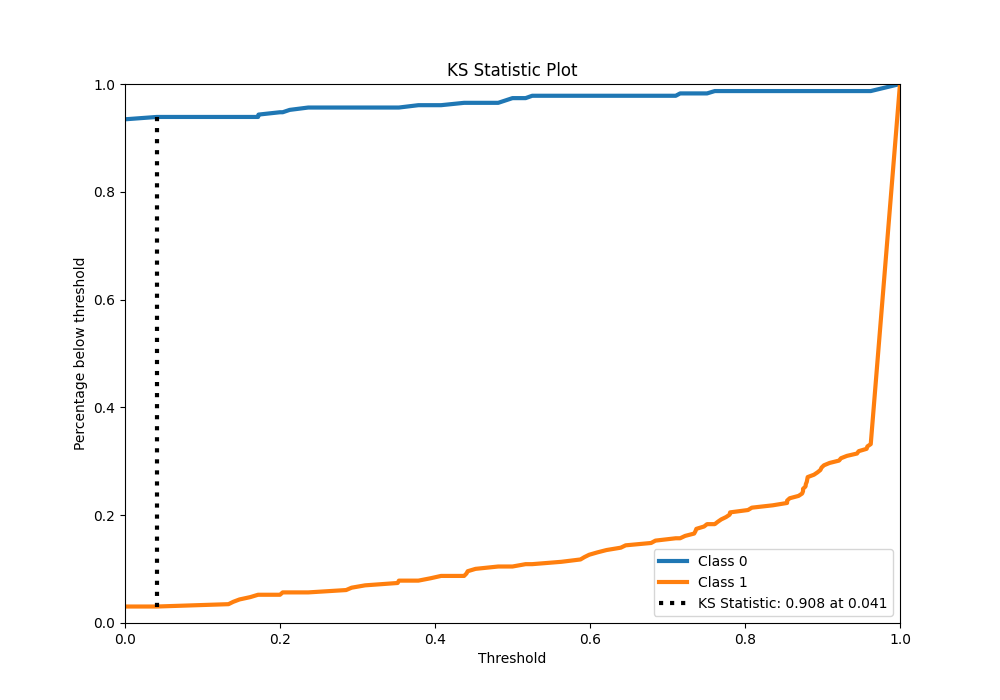 KS Statistic Plot
1.0
0.8
0.6
0.4
0.2
0.0
Percentage below threshold
0.0 0.2 0.4 0.6 0.8 1.0
Threshold
Class 0
Class 1
KS Statistic: 0.908 at 0.041